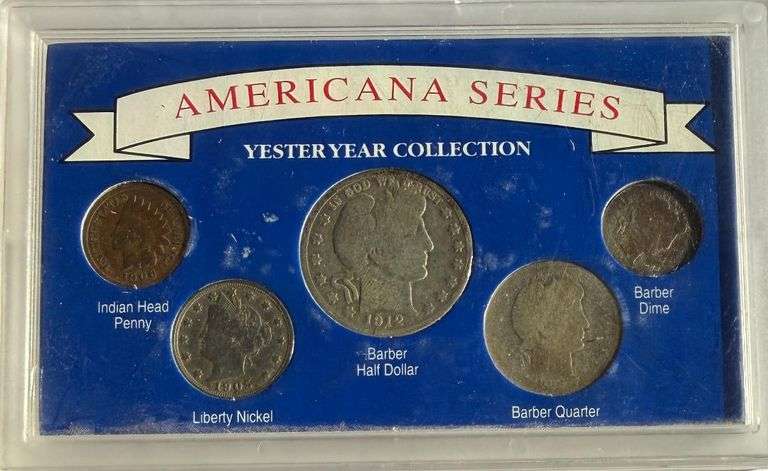 AMERICANA SERIES
YESTERYEAR COLLECTION
IN GOD WE TRUST
1912
Indian Head
Penny
Liberty Nickel
Barber
Half Dollar
Barber Quarter
Barber
Dime